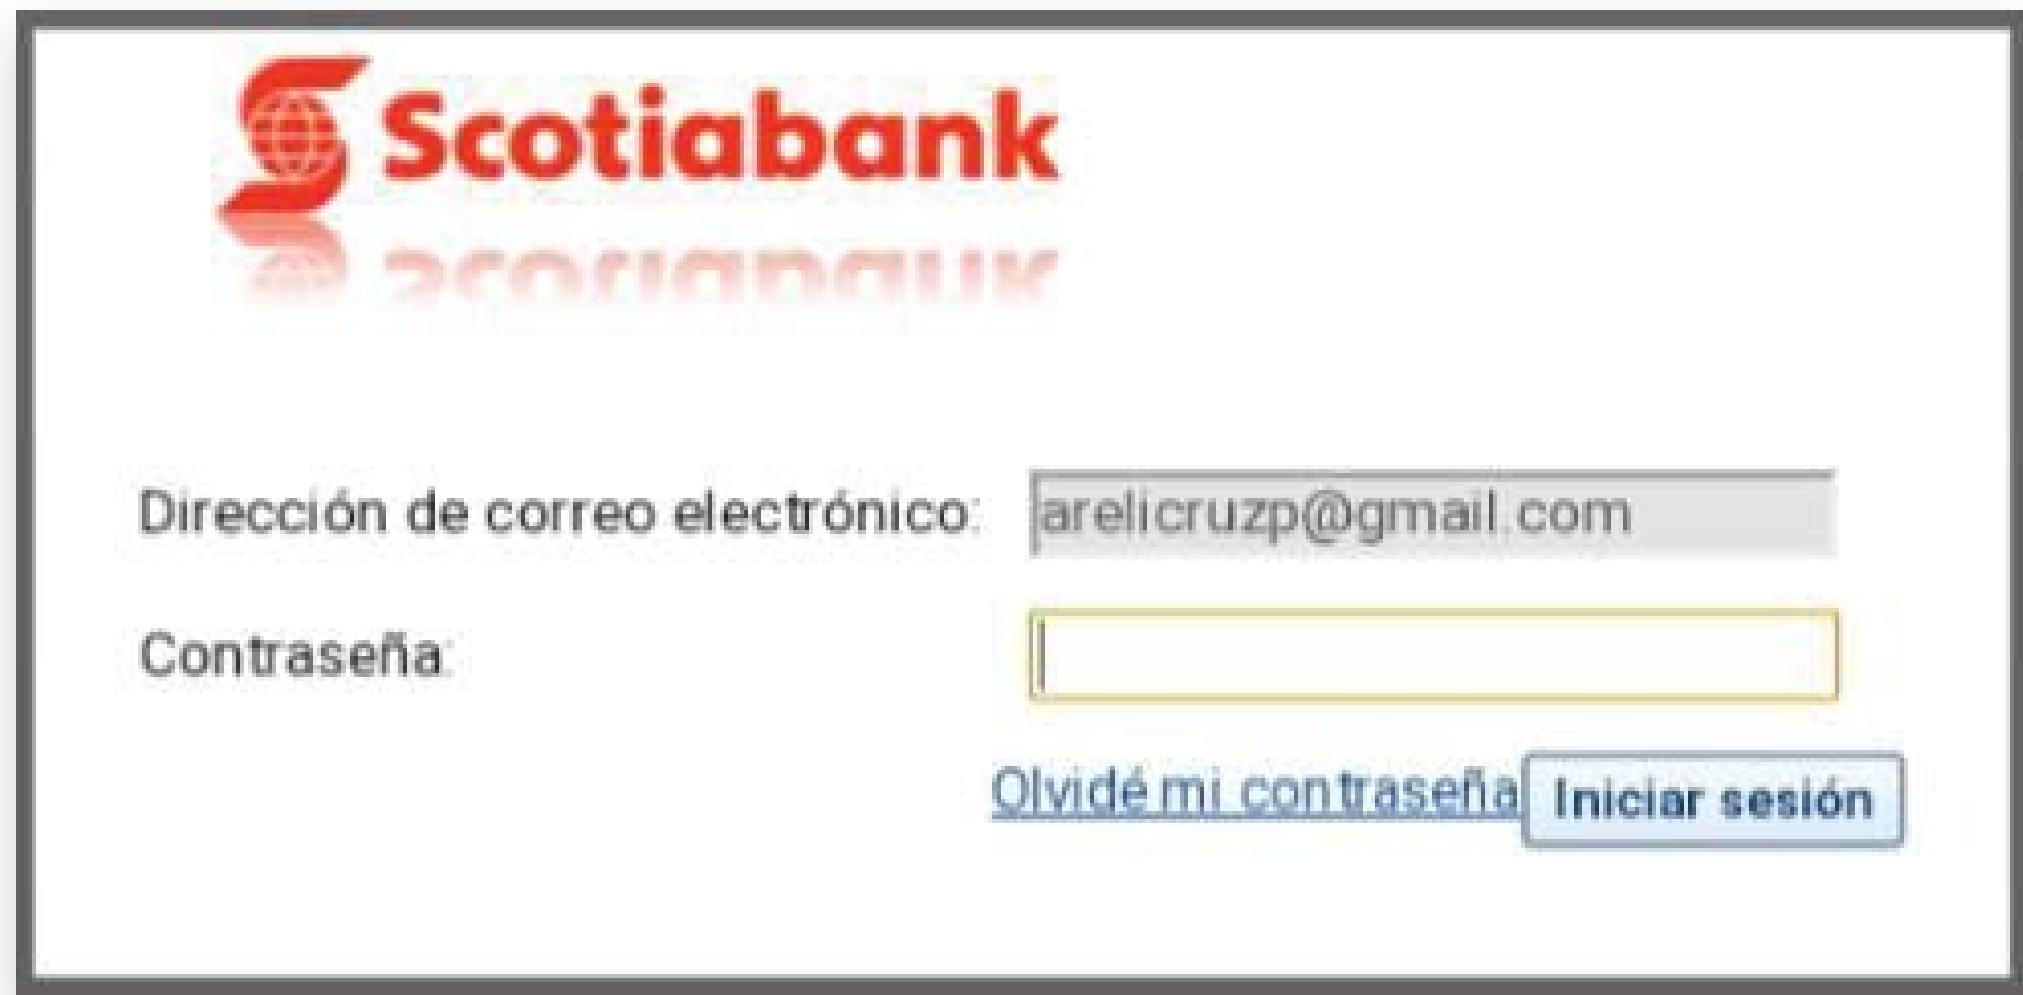 Scotiabank
Dirección de correo electrónico: arelicruzp@gmail.com
Contraseña:
Olvidé mi contraseña Iniciar sesión